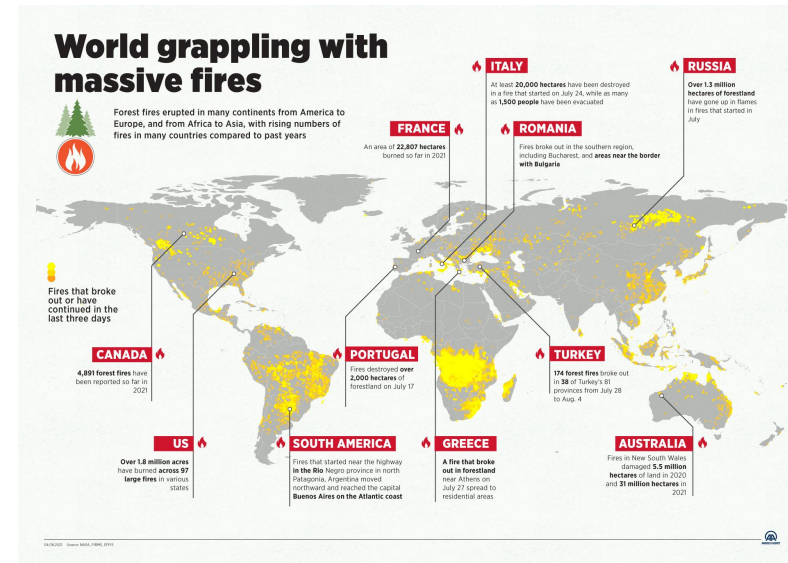 World grappling with
massive fires
Forest fires erupted in many continents from America to
Europe, and from Africa to Asia, with rising numbers of
fires in many countries compared to past years
ITALY
At least 20,000 hectares have been destroyed
in a fire that started on July 24, while as many
as 1,500 people have been evacuated
RUSSIA
Over 1.3 million
hectares of forestland
have gone up in flames
in fires that started in
July
FRANCE
An area of 22,807 hectares
burned so far in 2021
ROMANIA
Fires broke out in the southern region,
including Bucharest, and areas near the border
with Bulgaria
Fires that broke
out or have
continued in the
last three days
CANADA
4,891 forest fires have
been reported so far in
2021
PORTUGAL
Fires destroyed over
2,000 hectares of
forestland on July 17
TURKEY
174 forest fires broke out
in 38 of Turkey's 81
provinces from July 28
to Aug. 4
US
Over 1.8 million acres
have burned across 97
large fires in various
states
SOUTH AMERICA
Fires that started near the highway
in the Rio Negro province in north
Patagonia, Argentina moved
northward and reached the capital
Buenos Aires on the Atlantic coast
GREECE
A fire that broke
out in forestland
near Athens on
July 27 spread to
residential areas
AUSTRALIA
Fires in New South Wales
damaged 5.5 million
hectares of land in 2020
and 31 million hectares in
2021
04.08.2021 Source: NASA, FIRMS, EFFIS
AA